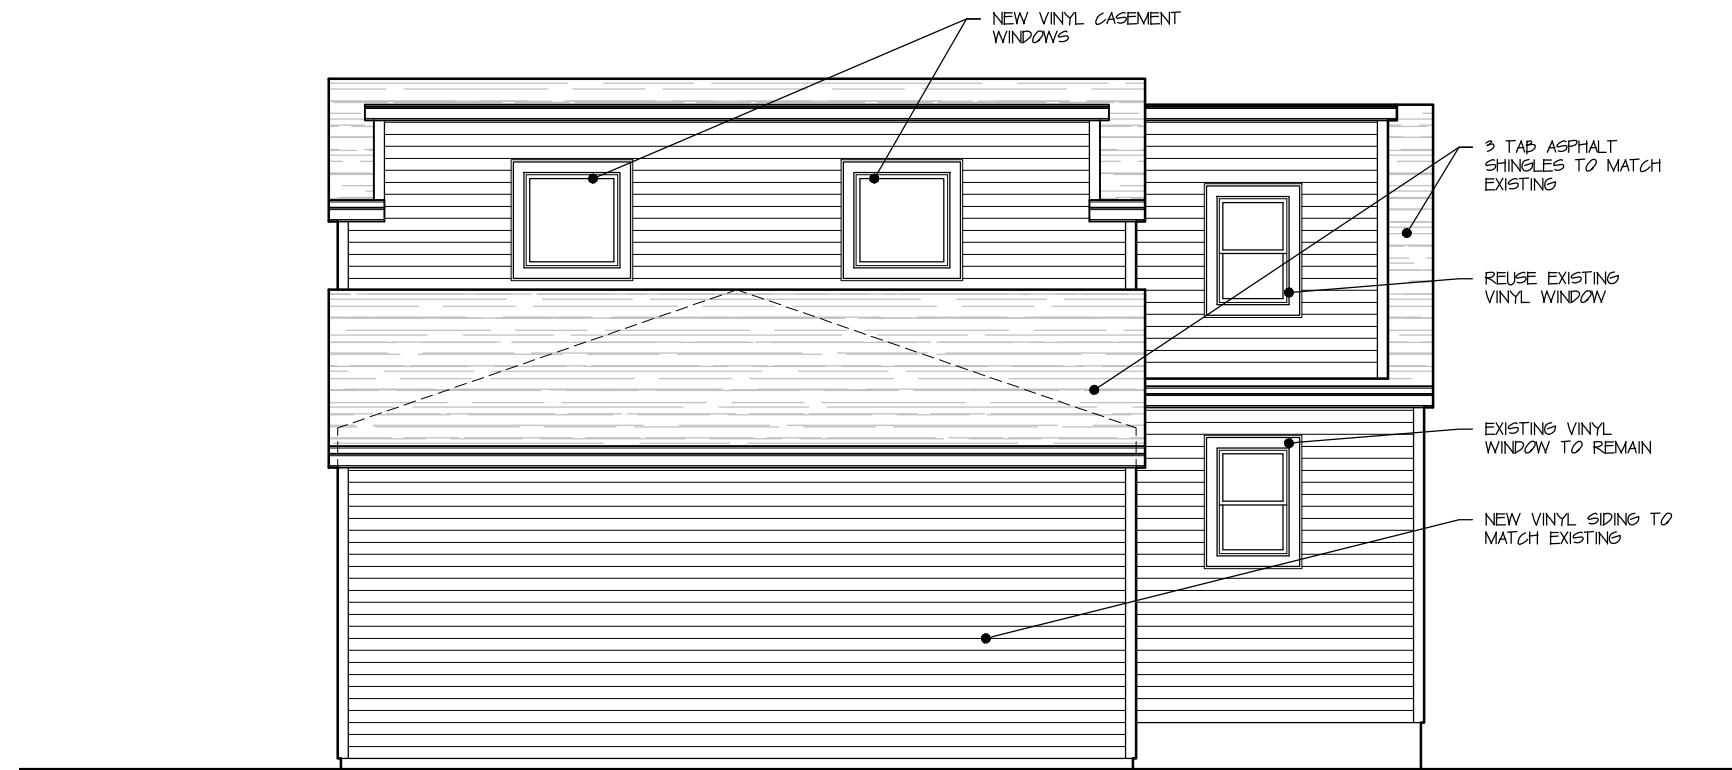 NEW VINYL CASEMENT
WINDOWS
3 TAB ASPHALT
SHINGLES TO MATCH
EXISTING
REUSE EXISTING
VINYL WINDOW
EXISTING VINYL
WINDOW TO REMAIN
NEW VINYL SIDING TO
MATCH EXISTING